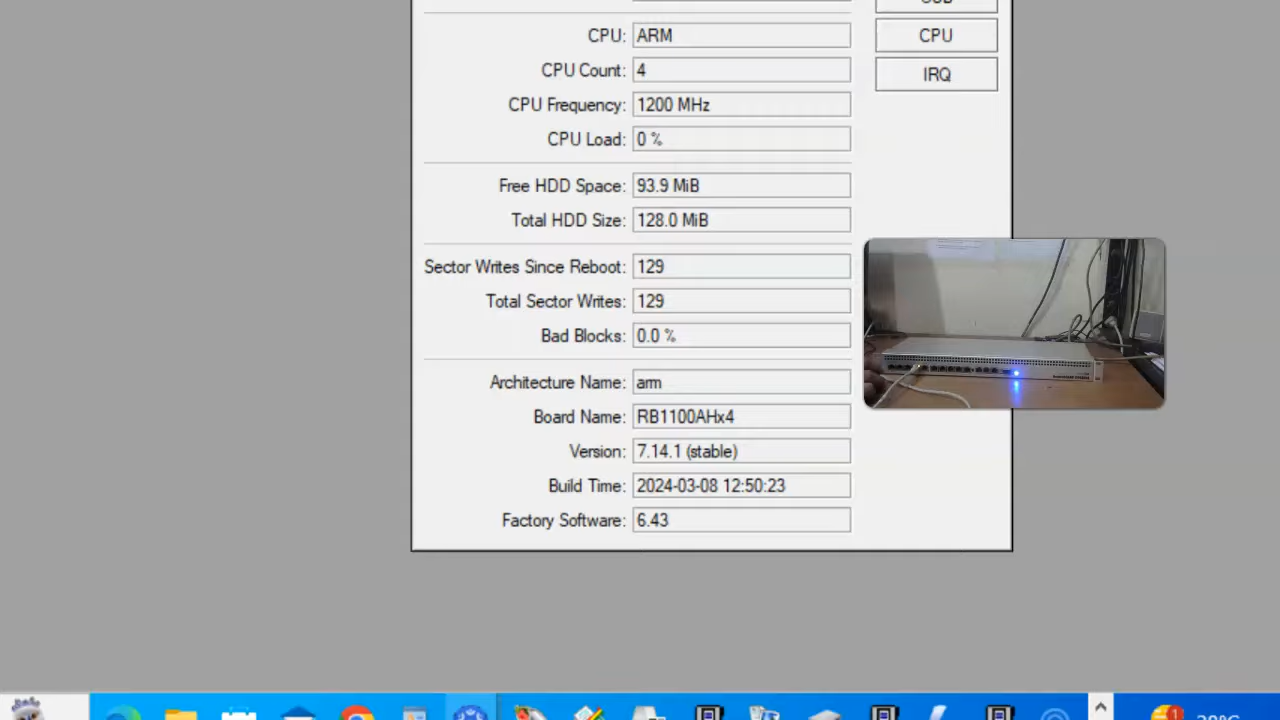 CPU: ARM
CPU
CPU Count: 4
IRQ
CPU Frequency: 1200 MHz
CPU Load: 0 %
Free HDD Space: 93.9 MiB
Total HDD Size: 128.0 MiB
Sector Writes Since Reboot: 129
Total Sector Writes: 129
Bad Blocks: 0.0 %
Architecture Name: arm
Board Name: RB1100AHx4
Version: 7.14.1 (stable)
Build Time: 2024-03-08 12:50:23
Factory Software: 6.43
1